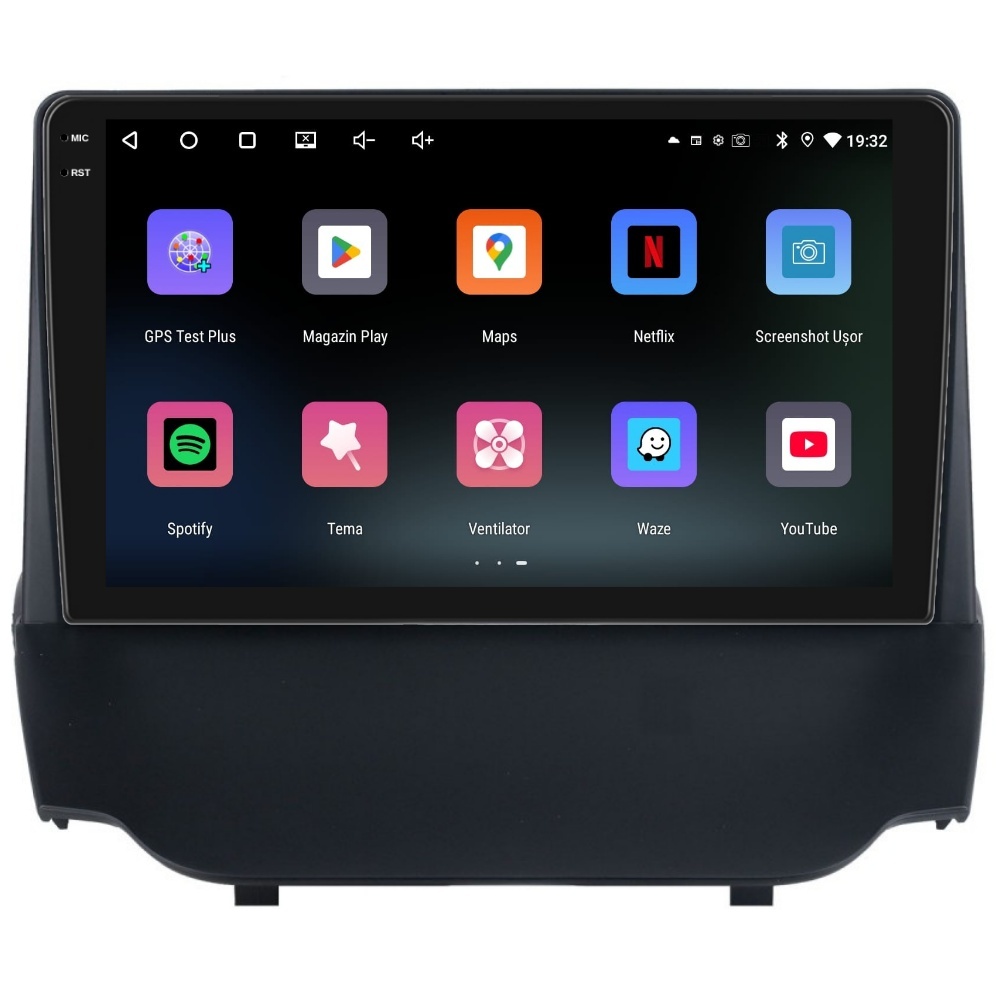 MIC
19:32
RST
GPS Test Plus
Magazin Play
Maps
Netflix
Screenshot Ușor
Spotify
Tema
Ventilator
Waze
YouTube